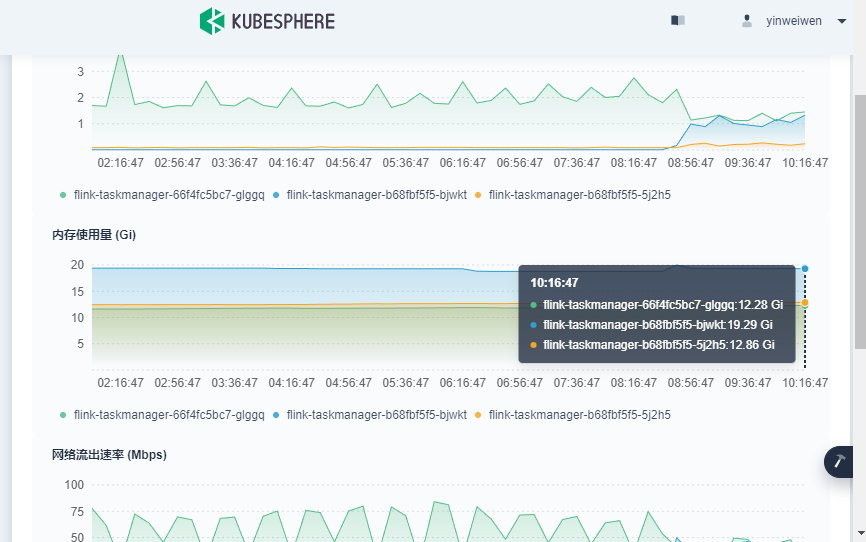 KUBESPHERE
yinweiwen
3
2
1
02:16:47 02:56:47 03:36:47 04:16:47 04:56:47 05:36:47 06:16:47 06:56:47 07:36:47 08:16:47 08:56:47 09:36:47 10:16:47
flink-taskmanager-66f4fc5bc7-glggq flink-taskmanager-b68fbf5f5-bjwkt flink-taskmanager-b68fbf5f5-5j2h5
内存使用量 (Gi)
20
15
10
5
10:16:47
flink-taskmanager-66f4fc5bc7-glggq:12.28 Gi
flink-taskmanager-b68fbf5f5-bjwkt:19.29 Gi
flink-taskmanager-b68fbf5f5-5j2h5:12.86 Gi
02:16:47 02:56:47 03:36:47 04:16:47 04:56:47 05:36:47 06:16:47 06:56:47 07:36:47 08:16:47 08:56:47 09:36:47 10:16:47
flink-taskmanager-66f4fc5bc7-glggq flink-taskmanager-b68fbf5f5-bjwkt flink-taskmanager-b68fbf5f5-5j2h5
网络流出速率 (Mbps)
100
75
50